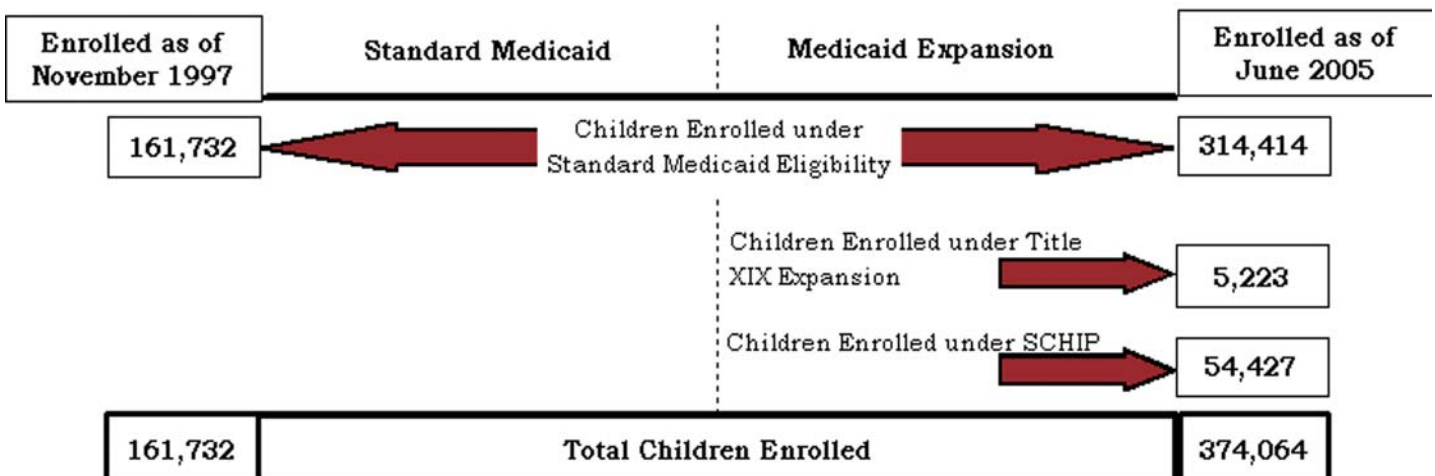 Enrolled as of
November 1997
Standard Medicaid
Medicaid Expansion
Enrolled as of
June 2005
161,732
Children Enrolled under
Standard Medicaid Eligibility
314,414
Children Enrolled under Title
XIX Expansion
5,223
Children Enrolled under SCHIP
54,427
161,732
Total Children Enrolled
374,064